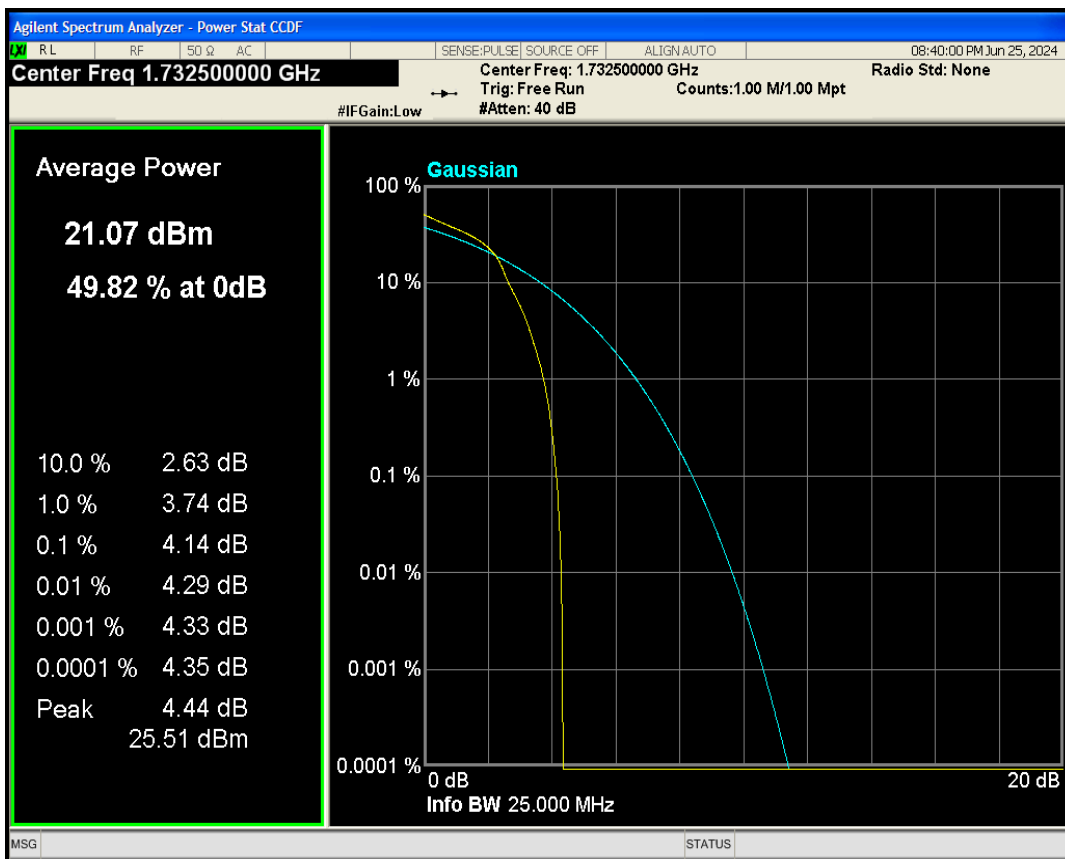 Agilent Spectrum Analyzer - Power Stat CCDF
LXI RL RF 50 Ω AC SENSE:PULSE SOURCE OFF ALIGN AUTO 08:40:00 PM Jun 25, 2024
Center Freq 1.732500000 GHz
Center Freq: 1.732500000 GHz
Radio Std: None
Trig: Free Run
Counts:1.00 M/1.00 Mpt
#IFGain:Low
#Atten: 40 dB
Average Power
21.07 dBm
49.82 % at 0dB
10.0 % 2.63 dB
1.0 % 3.74 dB
0.1 % 4.14 dB
0.01 % 4.29 dB
0.001 % 4.33 dB
0.0001 % 4.35 dB
Peak 4.44 dB
25.51 dBm
Gaussian
100 %
10 %
1 %
0.1 %
0.01 %
0.001 %
0.0001 %
0 dB 20 dB
Info BW 25.000 MHz
MSG STATUS